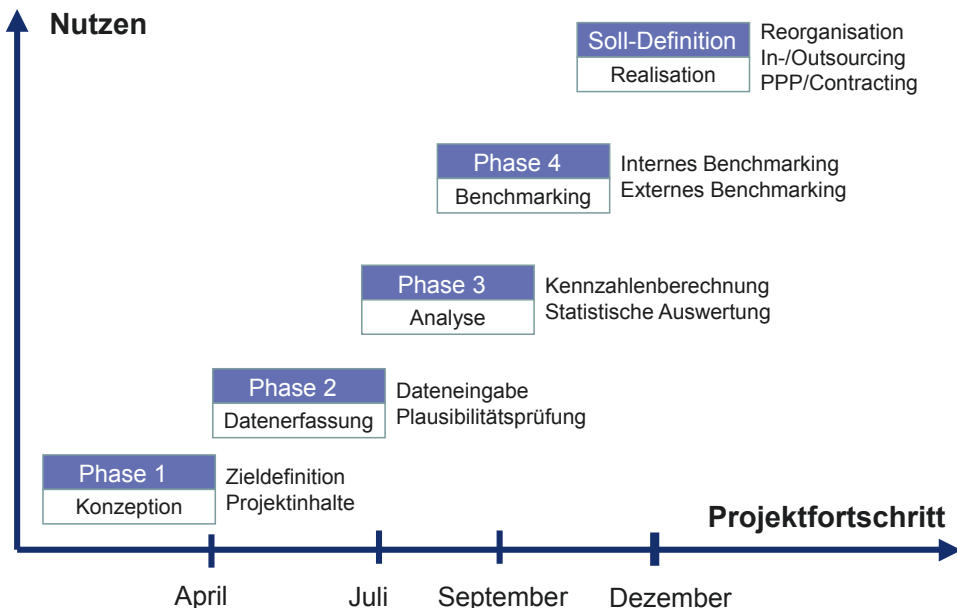 Nutzen
Soll-Definition
Realisation
Reorganisation
In-/Outsourcing
PPP/Contracting
Phase 4
Benchmarking
Internes Benchmarking
Externes Benchmarking
Phase 3
Analyse
Kennzahlenberechnung
Statistische Auswertung
Phase 2
Datenerfassung
Dateneingabe
Plausibilitätsprüfung
Phase 1
Konzeption
Zieldefinition
Projektinhalte
Projektfortschritt
April
Juli
September
Dezember